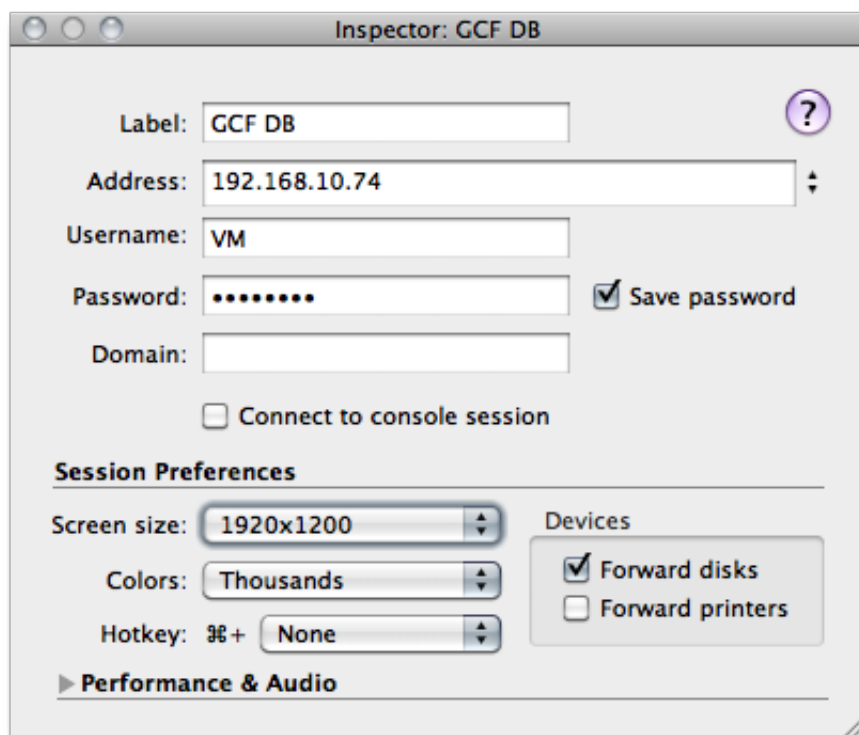 Inspector: GCF DB
Label: GCF DB
?
Address: 192.168.10.74
Username: VM
Password: ••••••••
Save password
Domain:
Connect to console session
Session Preferences
Screen size: 1920x1200
Devices
Forward disks
Colors: Thousands
Forward printers
Hotkey: ⌘+ None
Performance & Audio